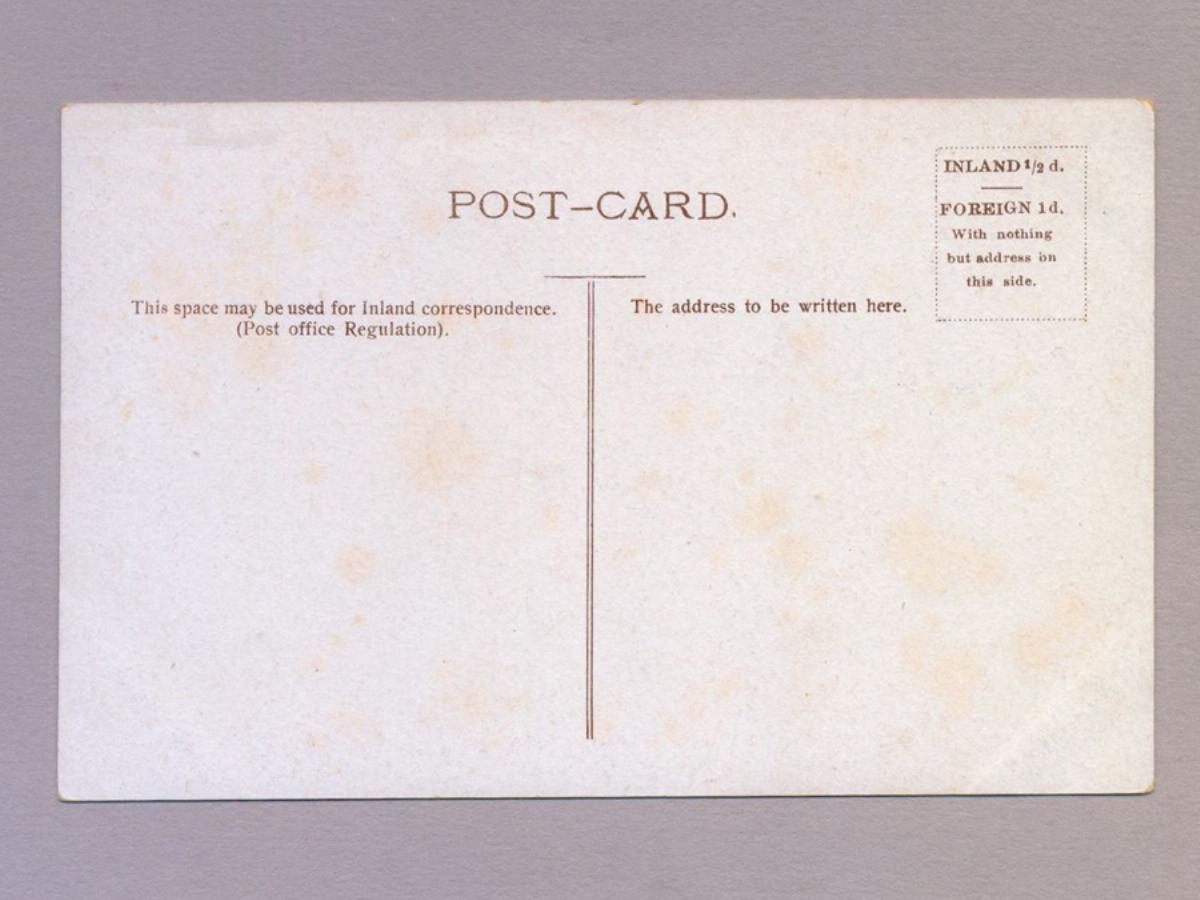 POST-CARD.
INLAND 1/2 d.
FOREIGN 1d.
With nothing
but address on
this side.
This space may be used for Inland correspondence.
(Post office Regulation).
The address to be written here.